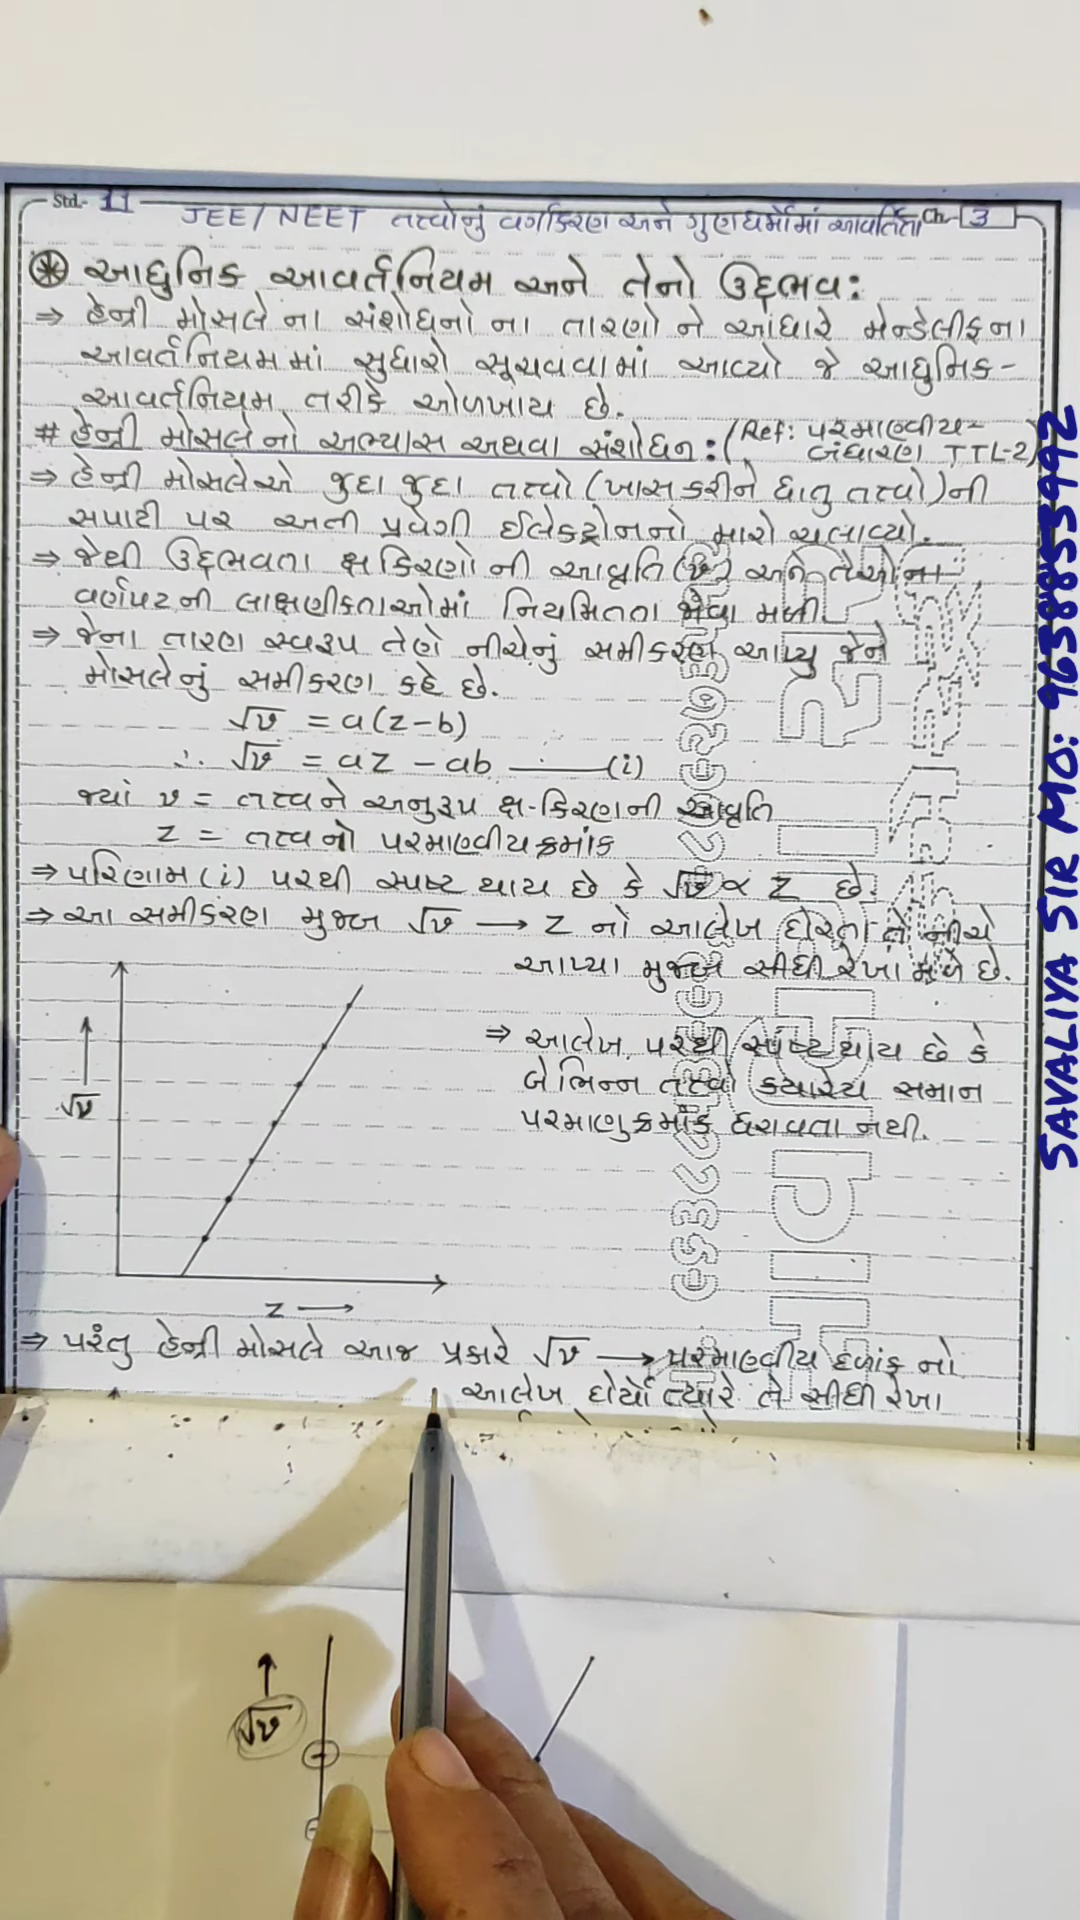 Std.- 11
JEE/NEET તત્વોનું વર્ગીકરણ અને ગુણધર્મોમાં આવર્તિતા Ch.- 3
આધુનિક આવર્તનિયમ અને તેનો ઉદ્દભવ:
⇒ હેન્રી મોસલે ના સંશોધનો ના તારણો ને આધારે મેન્ડેલીફ ના
આવર્તનિયમ માં સુધારો સૂચવવામાં આવ્યો જે આધુનિક-
આવર્તનિયમ તરીકે ઓળખાય છે.
# હેન્રી મોસલેનો અભ્યાસ અથવા સંશોધન: (Ref: પરમાણ્વીય-
બંધારણ TTL-2)
⇒ હેન્રી મોસલેએ જુદા જુદા તત્વો (ખાસ કરીને ધાતુ તત્વો)ની
સપાટી પર અતી પ્રવેગી ઈલેક્ટ્રોનનો મારો ચલાવ્યો.
⇒ જેથી ઉદ્દભવતા ક્ષ કિરણો ની આવૃતિ (ν) અને તેઓના
વર્ણપટ ની લાક્ષણીકતાઓમાં નિયમિતતા જોવા મળી.
⇒ જેના તારણ સ્વરૂપ તેણે નીચેનું સમીકરણ આપ્યુ જેને
મોસલેનું સમીકરણ કહે છે.
√ν = a(z-b)
∴ √ν = az - ab ——(i)
જ્યાં ν = તત્વને અનુરૂપ ક્ષ-કિરણની આવૃતિ
z = તત્વનો પરમાણ્વીય ક્રમાંક
⇒ પરિણામ (i) પરથી સ્પષ્ટ થાય છે કે √ν ∝ Z છે.
⇒ આ સમીકરણ મુજબ √ν → Z નો આલેખ દોરતા તે નીચે
આપ્યા મુજબ સીધી રેખા મળે છે.
⇒ આલેખ પરથી સ્પષ્ટ થાય છે કે
બે ભિન્ન તત્વો ક્યારેય સમાન
પરમાણુ ક્રમાંક ધરાવતા નથી.
√ν
z →
⇒ પરંતુ હેન્રી મોસલે આજ પ્રકારે √ν → પરમાણ્વીય દળાંક નો
આલેખ દોર્યો ત્યારે તે સીધી રેખા
√ν
SAVALIYA SIR MO: 9638853992